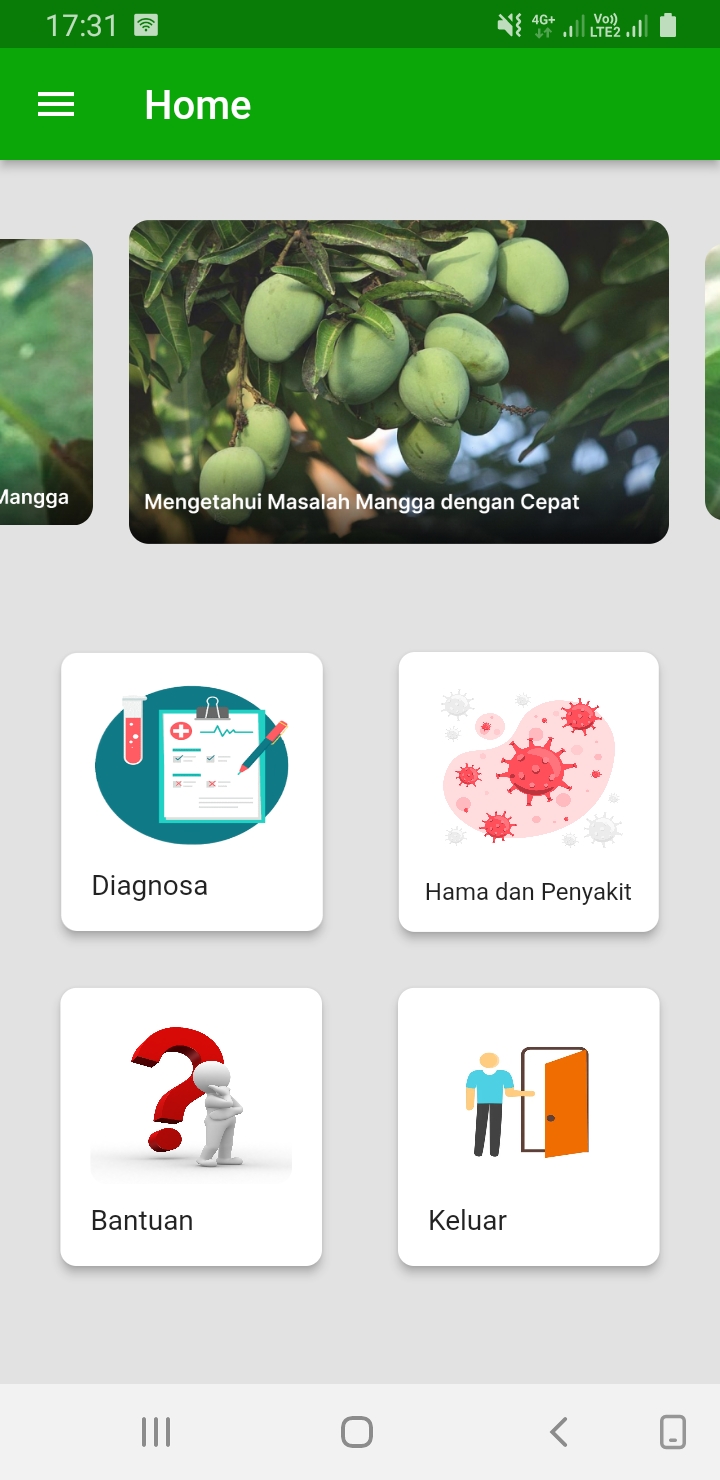 17:31 4G+ Vo)) LTE2
Home
Mangga
Mengetahui Masalah Mangga dengan Cepat
Diagnosa
Hama dan Penyakit
Bantuan
Keluar